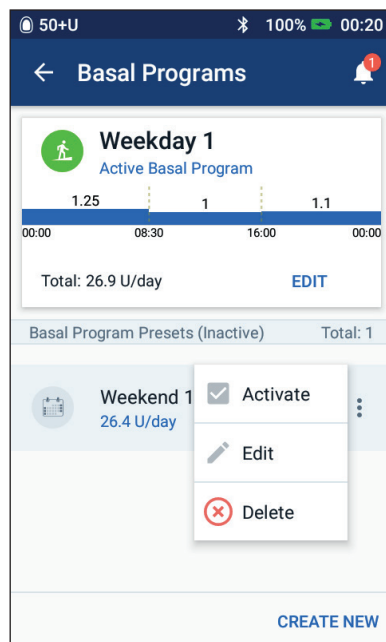 50+U 100% 00:20
Basal Programs 1
Weekday 1
Active Basal Program
1.25 1 1.1
00:00 08:30 16:00 00:00
Total: 26.9 U/day EDIT
Basal Program Presets (Inactive) Total: 1
Weekend 1
26.4 U/day
Activate
Edit
Delete
CREATE NEW